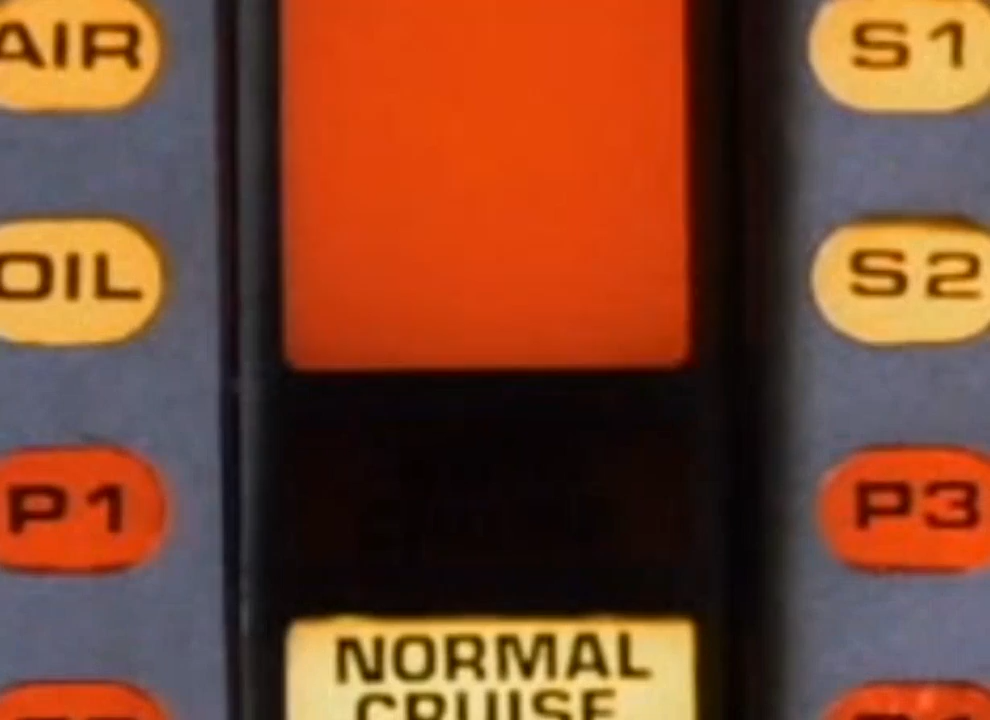 AIR
S1
OIL
S2
P1
P3
NORMAL
CRUISE